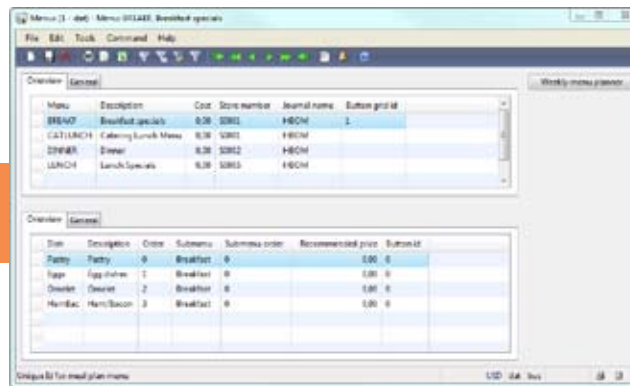 Menus (1 - dat) - Menu: BREAKF, Breakfast specials
File Edit Tools Command Help
Overview General
Weekly menu planner
Menu Description Cost Store number Journal name Button grid id
BREAKF Breakfast specials 0,00 S0001 HBOM 1
CATLUNCH Catering Lunch Menu 0,00 S0001 HBOM
DINNER Dinner 0,00 S0002 HBOM
LUNCH Lunch Specials 0,00 S0003 HBOM
Overview General
Dish Description Order Submenu Submenu order Recommended price Button id
Pastry Pastry 0 Breakfast 0 0,00 0
Eggs Egg dishes 1 Breakfast 0 0,00 0
Omelet Omelet 2 Breakfast 0 0,00 0
HamBac Ham/Bacon 3 Breakfast 0 0,00 0
Unique ID for meal plan menu
USD dat